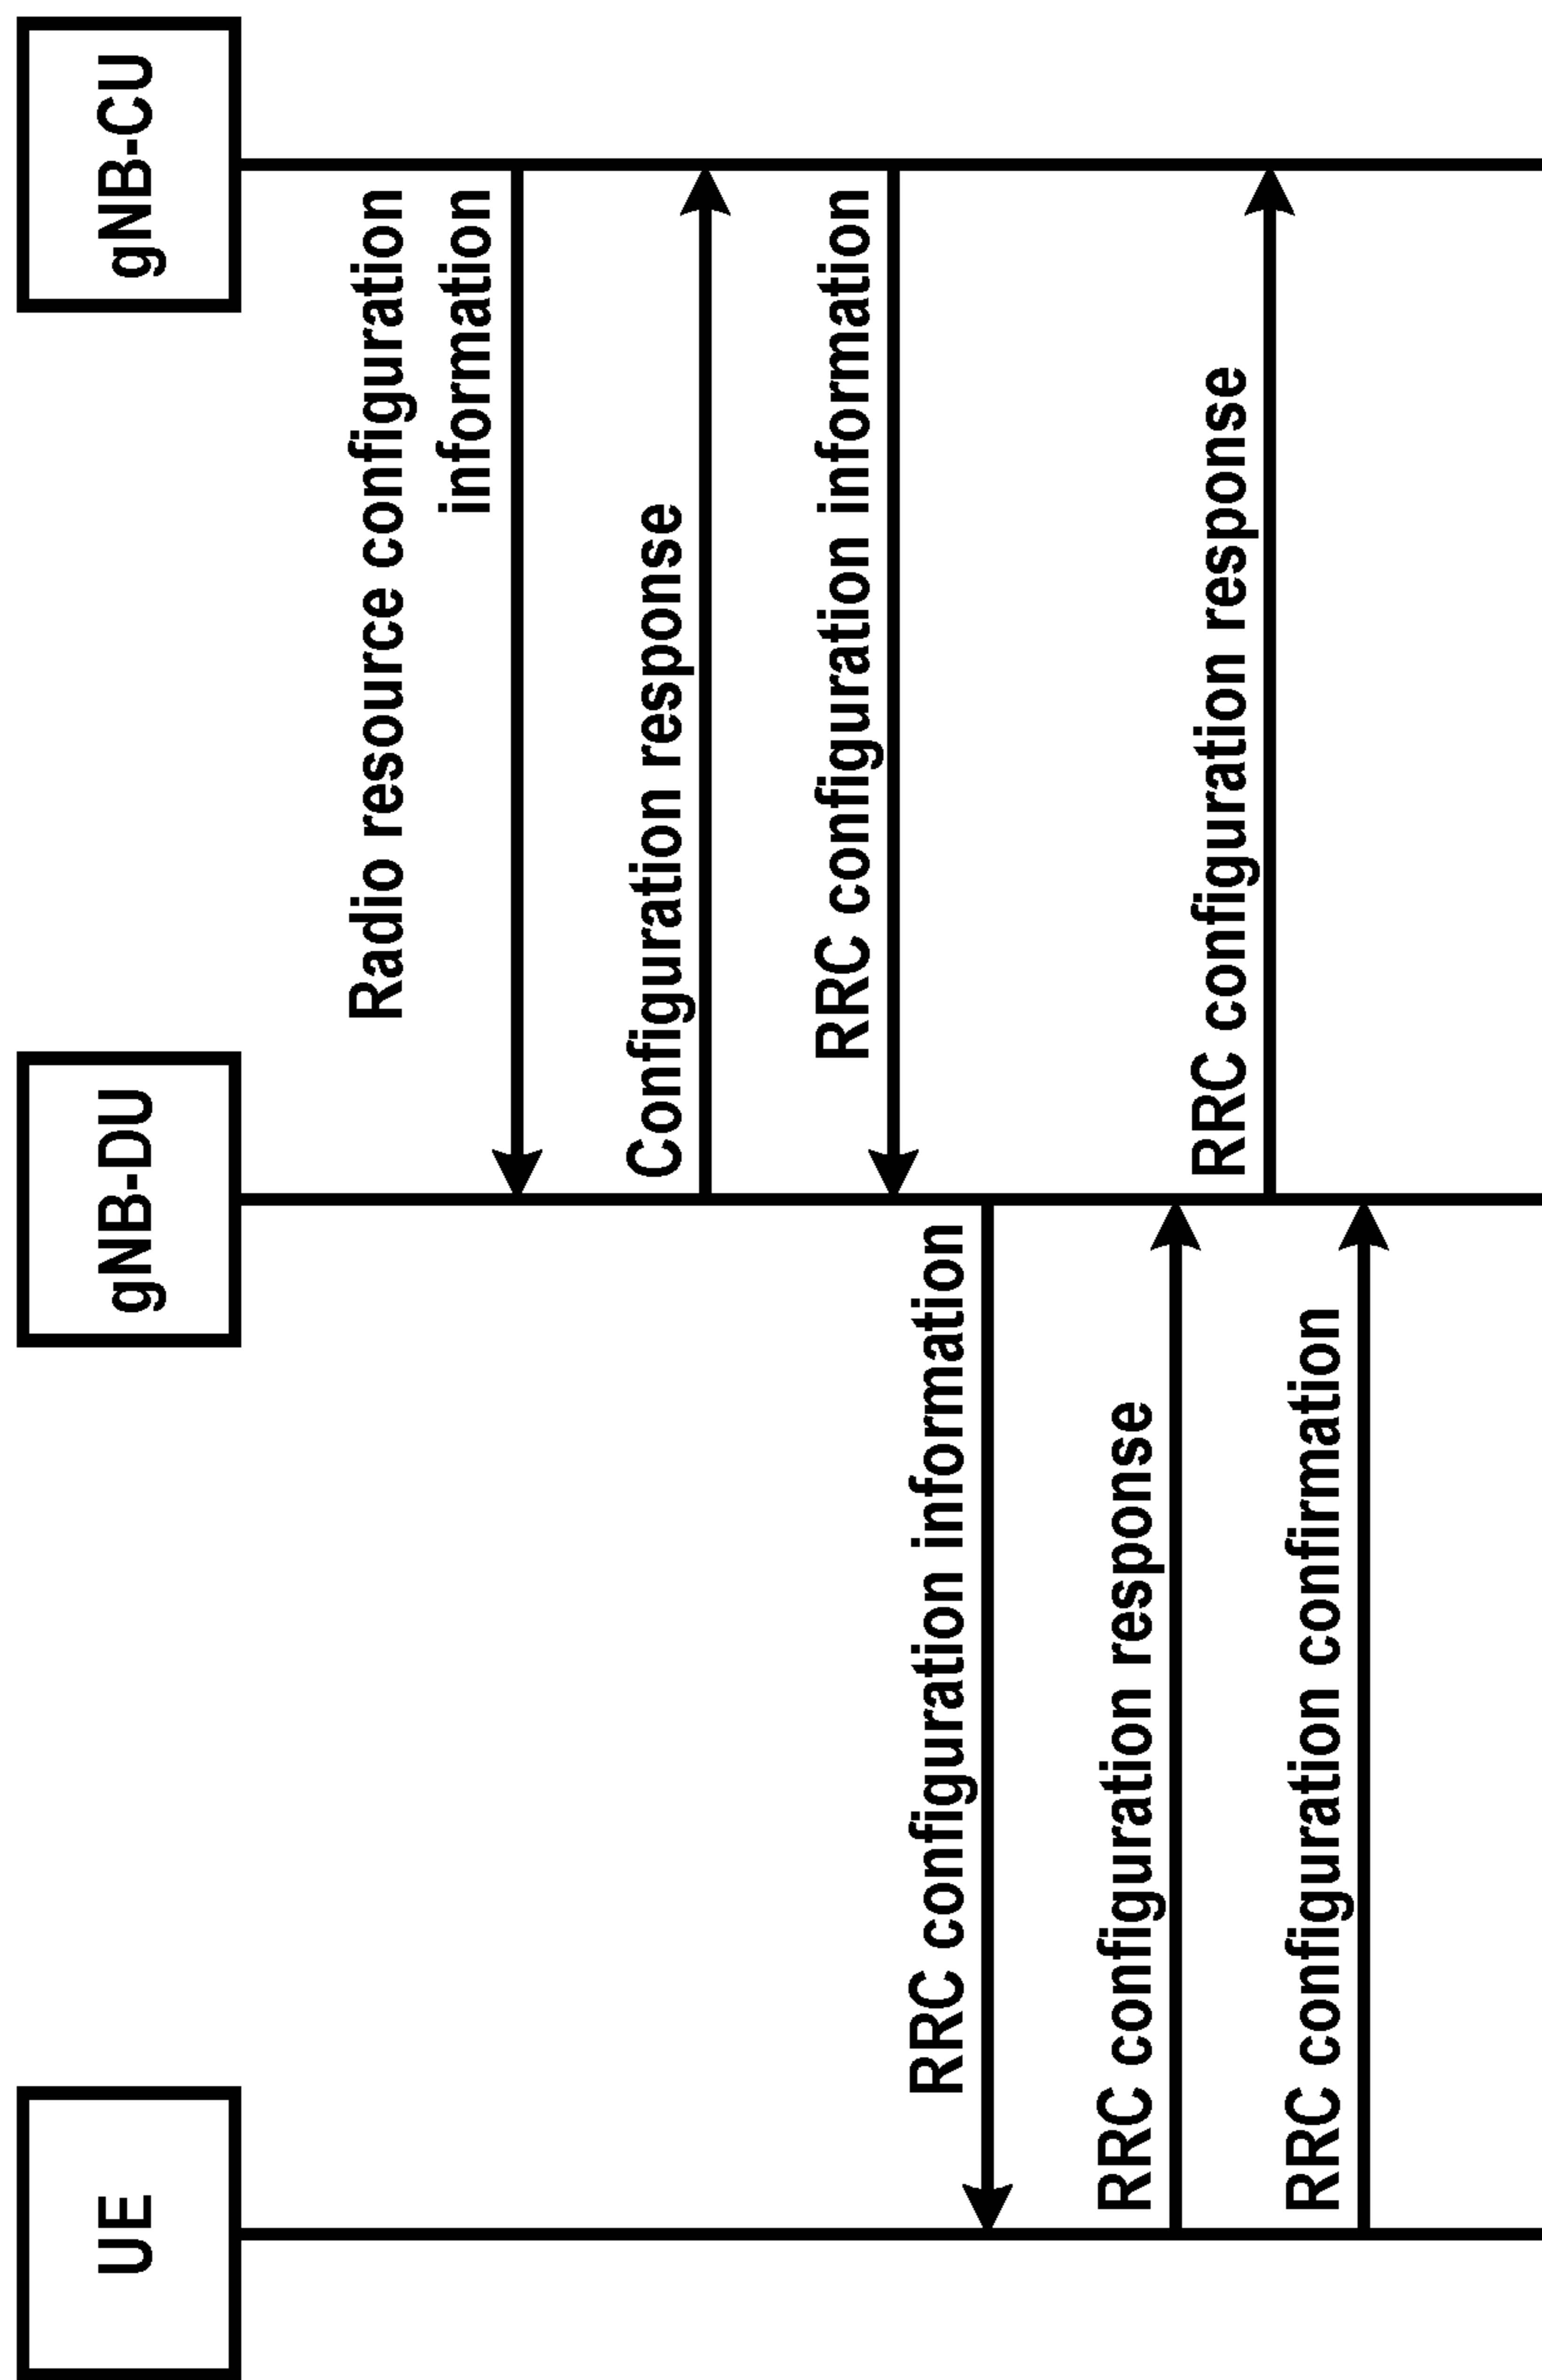 UE
gNB-DU
gNB-CU
Radio resource configuration
information
Configuration response
RRC configuration information
RRC configuration information
RRC configuration response
RRC configuration response
RRC configuration confirmation